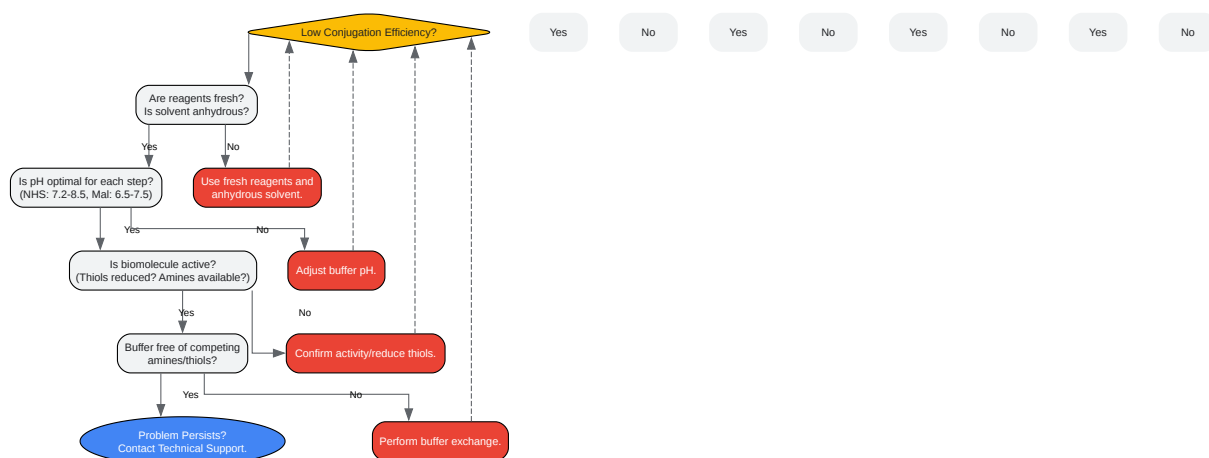 Low Conjugation Efficiency?
Yes
No
Yes
No
Yes
No
Yes
No
Are reagents fresh?
Is solvent anhydrous?
Yes
No
Is pH optimal for each step?
(NHS: 7.2-8.5, Mal: 6.5-7.5)
Use fresh reagents and
anhydrous solvent.
Yes
No
Is biomolecule active?
(Thiols reduced? Amines available?)
Adjust buffer pH.
Yes
No
Buffer free of competing
amines/thiols?
Confirm activity/reduce thiols.
Yes
No
Problem Persists?
Contact Technical Support.
Perform buffer exchange.